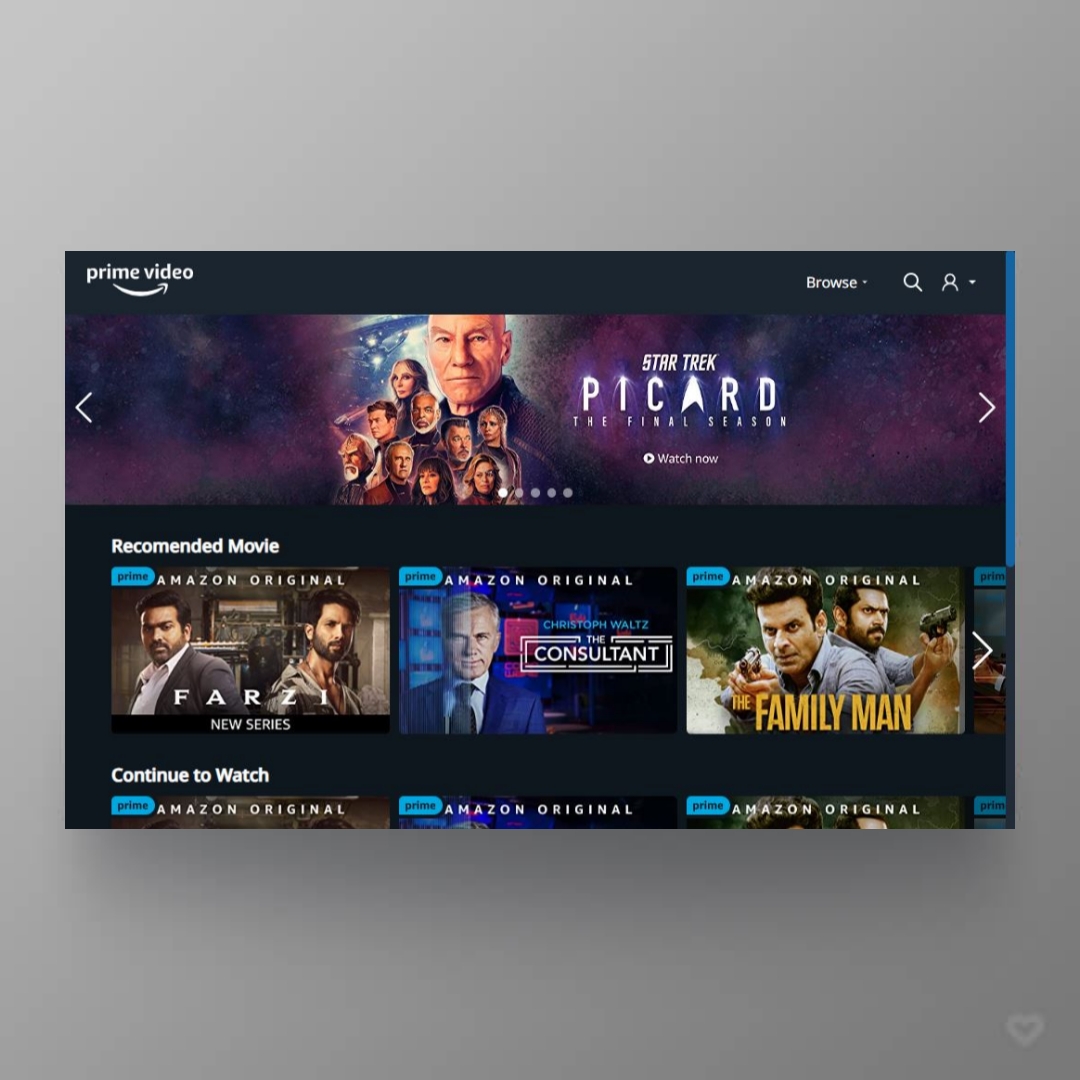 prime video
Browse
STAR TREK
PICARD
THE FINAL SEASON
Watch now
Recomended Movie
prime AMAZON ORIGINAL
FARZI
NEW SERIES
prime AMAZON ORIGINAL
CHRISTOPH WALTZ
THE
CONSULTANT
prime AMAZON ORIGINAL
THE FAMILY MAN
prim
Continue to Watch
prime AMAZON ORIGINAL
prime AMAZON ORIGINAL
prime AMAZON ORIGINAL
prim